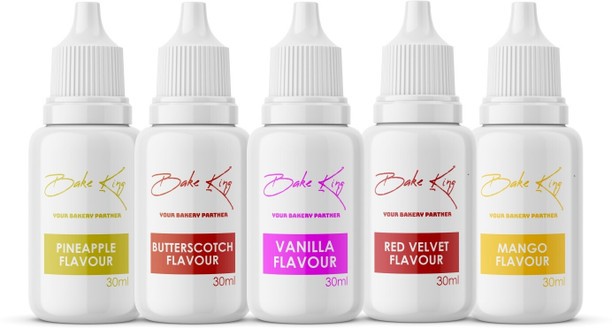 Bake King
YOUR BAKERY PARTNER
PINEAPPLE
FLAVOUR
30ml
Bake King
YOUR BAKERY PARTNER
BUTTERSCOTCH
FLAVOUR
30ml
Bake King
YOUR BAKERY PARTNER
VANILLA
FLAVOUR
30ml
Bake King
YOUR BAKERY PARTNER
RED VELVET
FLAVOUR
30ml
Bake King
YOUR BAKERY PARTNER
MANGO
FLAVOUR
30ml